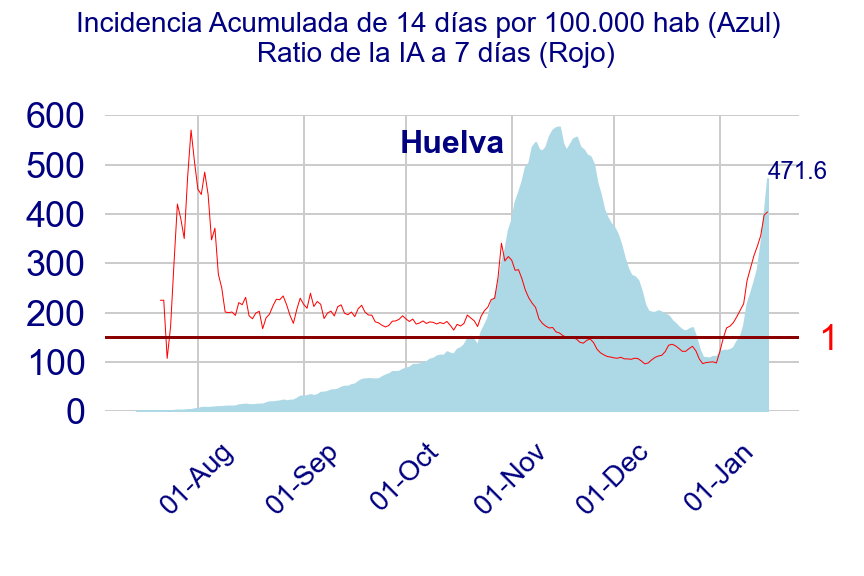 Incidencia Acumulada de 14 días por 100.000 hab (Azul)
Ratio de la IA a 7 días (Rojo)
Huelva
471.6
600
500
400
300
200
100
0
1
01-Aug
01-Sep
01-Oct
01-Nov
01-Dec
01-Jan